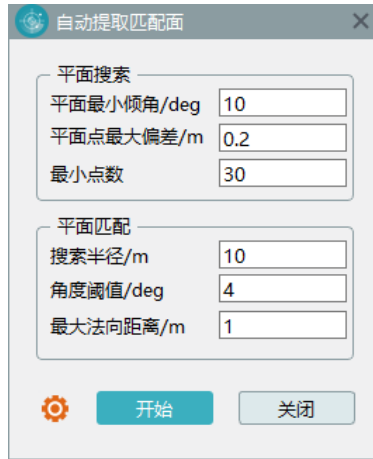 自动提取匹配面
平面搜索
平面最小倾角/deg 10
平面点最大偏差/m 0.2
最小点数 30
平面匹配
搜索半径/m 10
角度阈值/deg 4
最大法向距离/m 1
开始 关闭